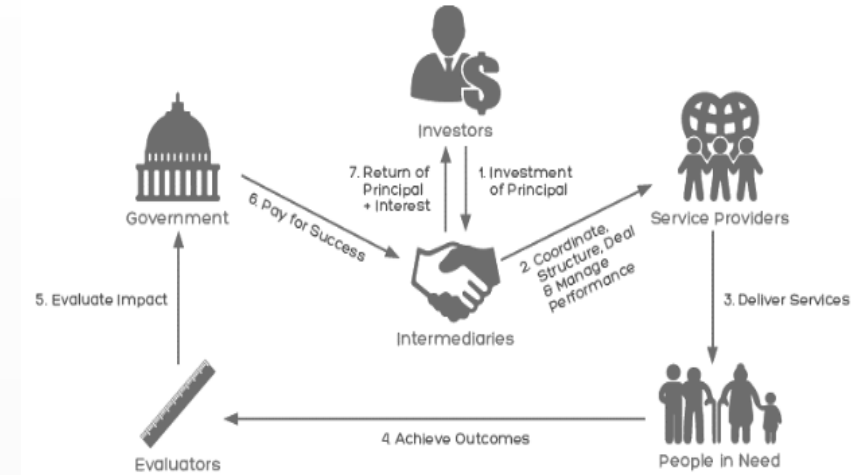 Investors
7. Return of
Principal
+ Interest
1. Investment
of Principal
Government
6. Pay for Success
Service Providers
2. Coordinate,
Structure, Deal
& Manage
Performance
Intermediaries
5. Evaluate Impact
3. Deliver Services
4. Achieve Outcomes
Evaluators
People in Need